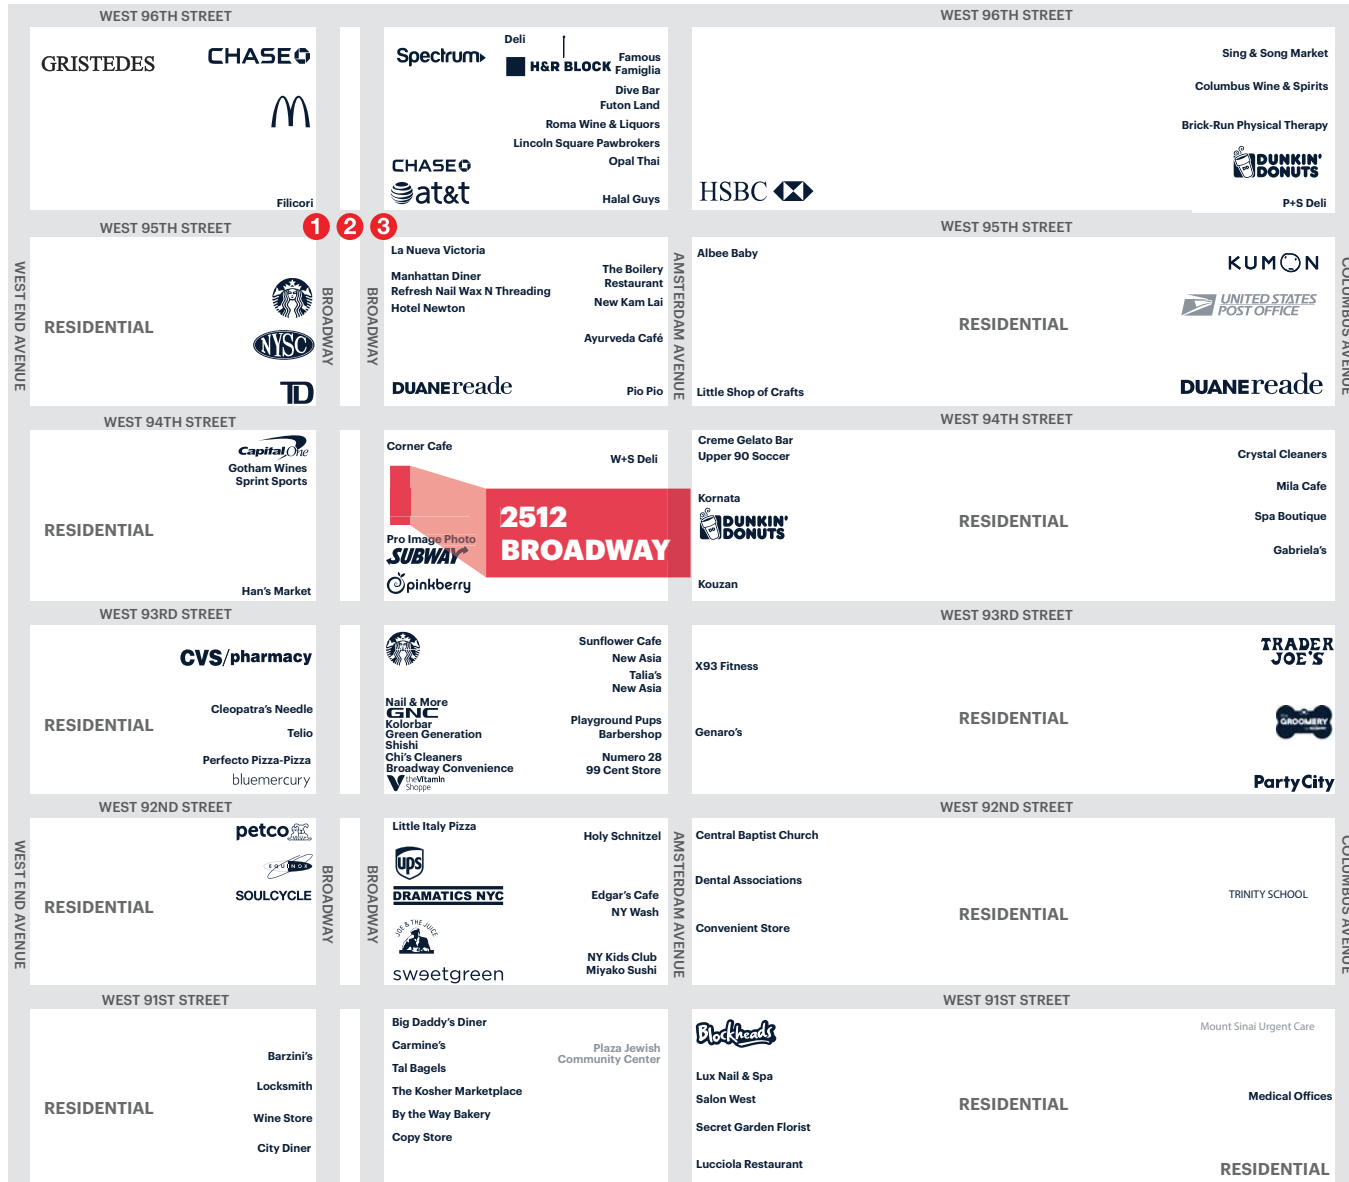 WEST 96TH STREET
WEST 96TH STREET
GRISTEDES
CHASE
Filicori
Spectrum
Deli
H&R BLOCK
Famous
Famiglia
Dive Bar
Futon Land
Roma Wine & Liquors
Lincoln Square Pawbrokers
Opal Thai
CHASE
at&t
Halal Guys
HSBC
Sing & Song Market
Columbus Wine & Spirits
Brick-Run Physical Therapy
DUNKIN'
DONUTS
P+S Deli
WEST 95TH STREET
1
2
3
WEST 95TH STREET
WEST END AVENUE
RESIDENTIAL
NYSC
TD
BROADWAY
BROADWAY
La Nueva Victoria
Manhattan Diner
Refresh Nail Wax N Threading
Hotel Newton
DUANEreade
The Boilery
Restaurant
New Kam Lai
Ayurveda Café
Pio Pio
AMSTERDAM AVENUE
Albee Baby
Little Shop of Crafts
RESIDENTIAL
KUMON
UNITED STATES
POST OFFICE
DUANEreade
COLUMBUS AVENUE
WEST 94TH STREET
WEST 94TH STREET
RESIDENTIAL
Capital One
Gotham Wines
Sprint Sports
Han's Market
Corner Cafe
W+S Deli
2512
BROADWAY
Pro Image Photo
SUBWAY
pinkberry
Creme Gelato Bar
Upper 90 Soccer
Kornata
DUNKIN'
DONUTS
Kouzan
RESIDENTIAL
Crystal Cleaners
Mila Cafe
Spa Boutique
Gabriela's
WEST 93RD STREET
WEST 93RD STREET
RESIDENTIAL
CVS/pharmacy
Cleopatra's Needle
Telio
Perfecto Pizza-Pizza
bluemercury
Nail & More
GNC
Kolorbar
Green Generation
Shishi
Chi's Cleaners
Broadway Convenience
theVitamin
Shoppe
Sunflower Cafe
New Asia
Talia's
New Asia
Playground Pups
Barbershop
Numero 28
99 Cent Store
X93 Fitness
Genaro's
RESIDENTIAL
TRADER
JOE'S
GROOMERY
Party City
WEST 92ND STREET
WEST 92ND STREET
WEST END AVENUE
RESIDENTIAL
petco
EQUINOX
SOULCYCLE
BROADWAY
BROADWAY
Little Italy Pizza
ups
DRAMATICS NYC
JOE & THE JUICE
sweetgreen
Holy Schnitzel
Edgar's Cafe
NY Wash
NY Kids Club
Miyako Sushi
AMSTERDAM AVENUE
Central Baptist Church
Dental Associations
Convenient Store
RESIDENTIAL
TRINITY SCHOOL
COLUMBUS AVENUE
WEST 91ST STREET
WEST 91ST STREET
RESIDENTIAL
Barzini's
Locksmith
Wine Store
City Diner
Big Daddy's Diner
Carmine's
Tal Bagels
The Kosher Marketplace
By the Way Bakery
Copy Store
Plaza Jewish
Community Center
Blockheads
Lux Nail & Spa
Salon West
Secret Garden Florist
Lucciola Restaurant
RESIDENTIAL
Mount Sinai Urgent Care
Medical Offices
RESIDENTIAL